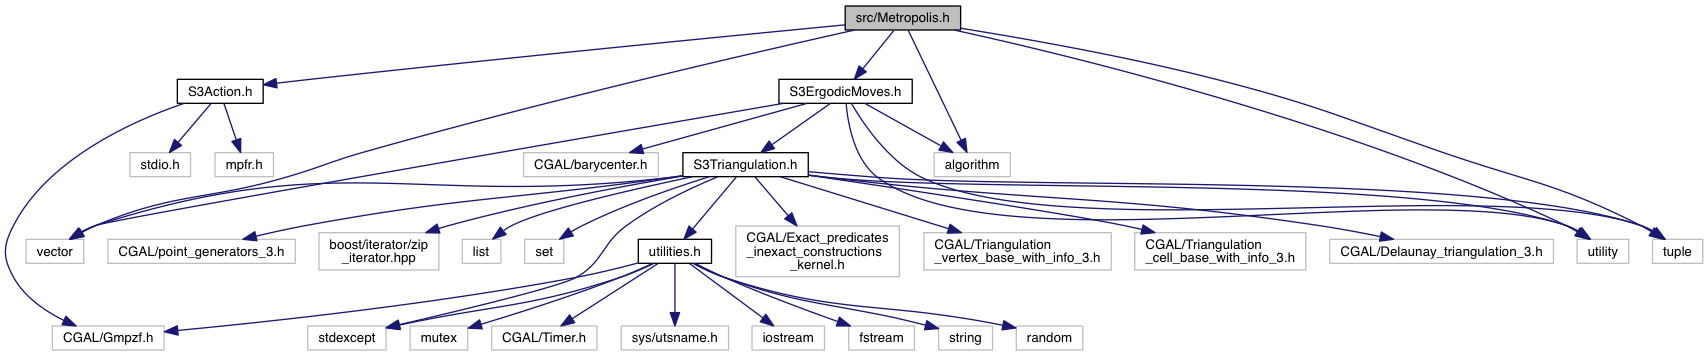 src/Metropolis.h
S3Action.h
S3ErgodicMoves.h
stdio.h
mpfr.h
CGAL/barycenter.h
S3Triangulation.h
algorithm
vector
CGAL/point_generators_3.h
boost/iterator/zip
_iterator.hpp
list
set
utilities.h
CGAL/Exact_predicates
_inexact_constructions
_kernel.h
CGAL/Triangulation
_vertex_base_with_info_3.h
CGAL/Triangulation
_cell_base_with_info_3.h
CGAL/Delaunay_triangulation_3.h
utility
tuple
CGAL/Gmpzf.h
stdexcept
mutex
CGAL/Timer.h
sys/utsname.h
iostream
fstream
string
random